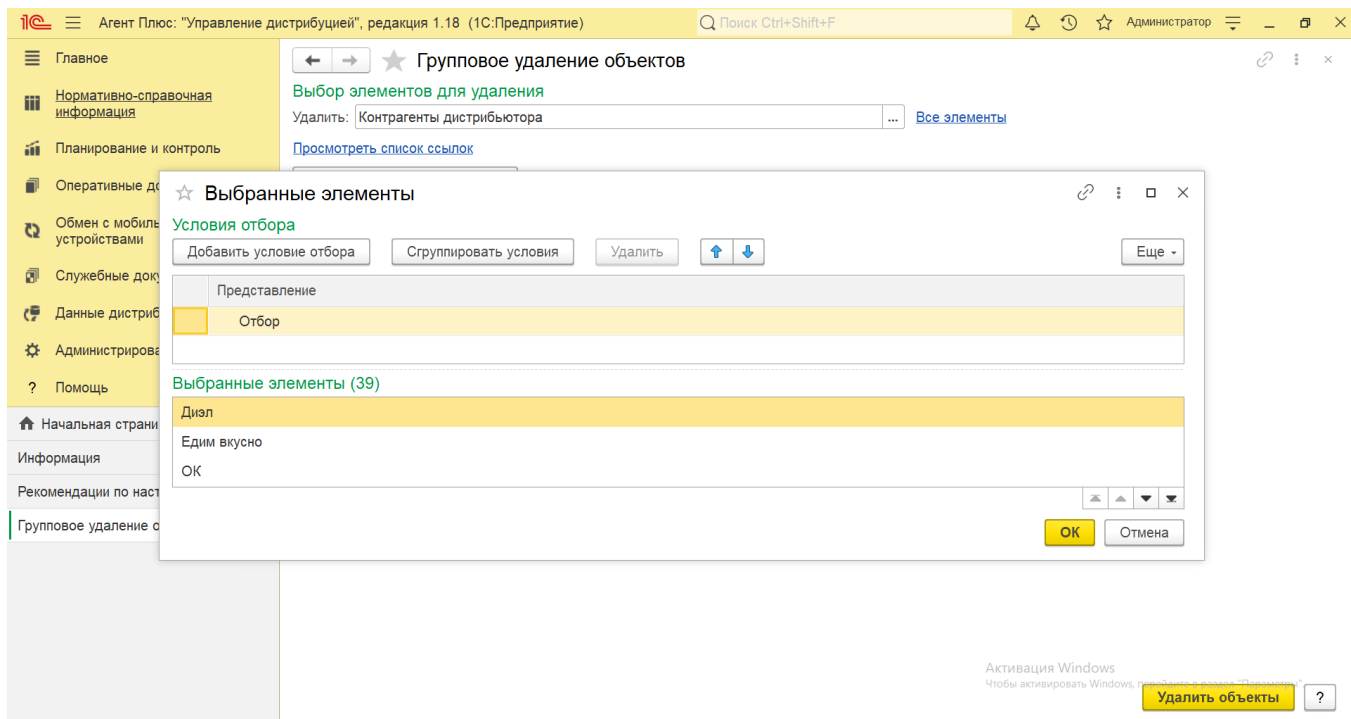 1С Агент Плюс: "Управление дистрибуцией", редакция 1.18 (1С:Предприятие) Поиск Ctrl+Shift+F Администратор
Главное
Нормативно-справочная
информация
Планирование и контроль
Оперативные до
Обмен с мобиль
устройствами
Служебные доку
Данные дистриб
Администрирова
? Помощь
Начальная страни
Информация
Рекомендации по наст
Групповое удаление о
Групповое удаление объектов
Выбор элементов для удаления
Удалить: Контрагенты дистрибьютора ... Все элементы
Просмотреть список ссылок
Выбранные элементы
Условия отбора
Добавить условие отбора Сгруппировать условия Удалить Еще
Представление
Отбор
Выбранные элементы (39)
Диэл
Едим вкусно
ОК
ОК Отмена
Активация Windows
Чтобы активировать Windows, перейдите в раздел "Параметры".
Удалить объекты ?